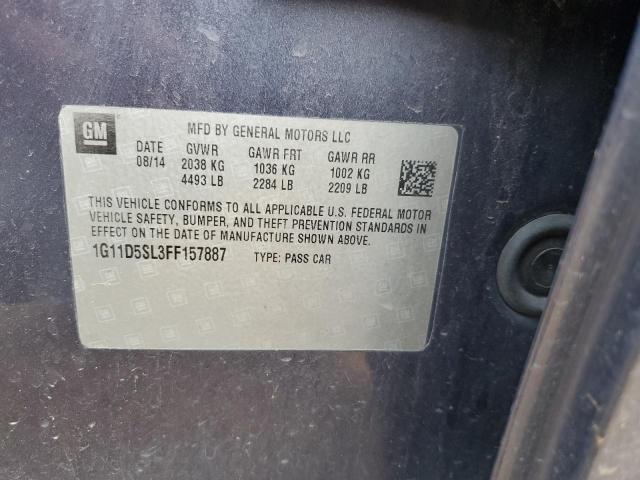 GM
MFD BY GENERAL MOTORS LLC
DATE GVWR GAWR FRT GAWR RR
08/14 2038 KG 1036 KG 1002 KG
4493 LB 2284 LB 2209 LB
THIS VEHICLE CONFORMS TO ALL APPLICABLE U.S. FEDERAL MOTOR
VEHICLE SAFETY, BUMPER, AND THEFT PREVENTION STANDARDS IN
EFFECT ON THE DATE OF MANUFACTURE SHOWN ABOVE.
1G11D5SL3FF157887 TYPE: PASS CAR